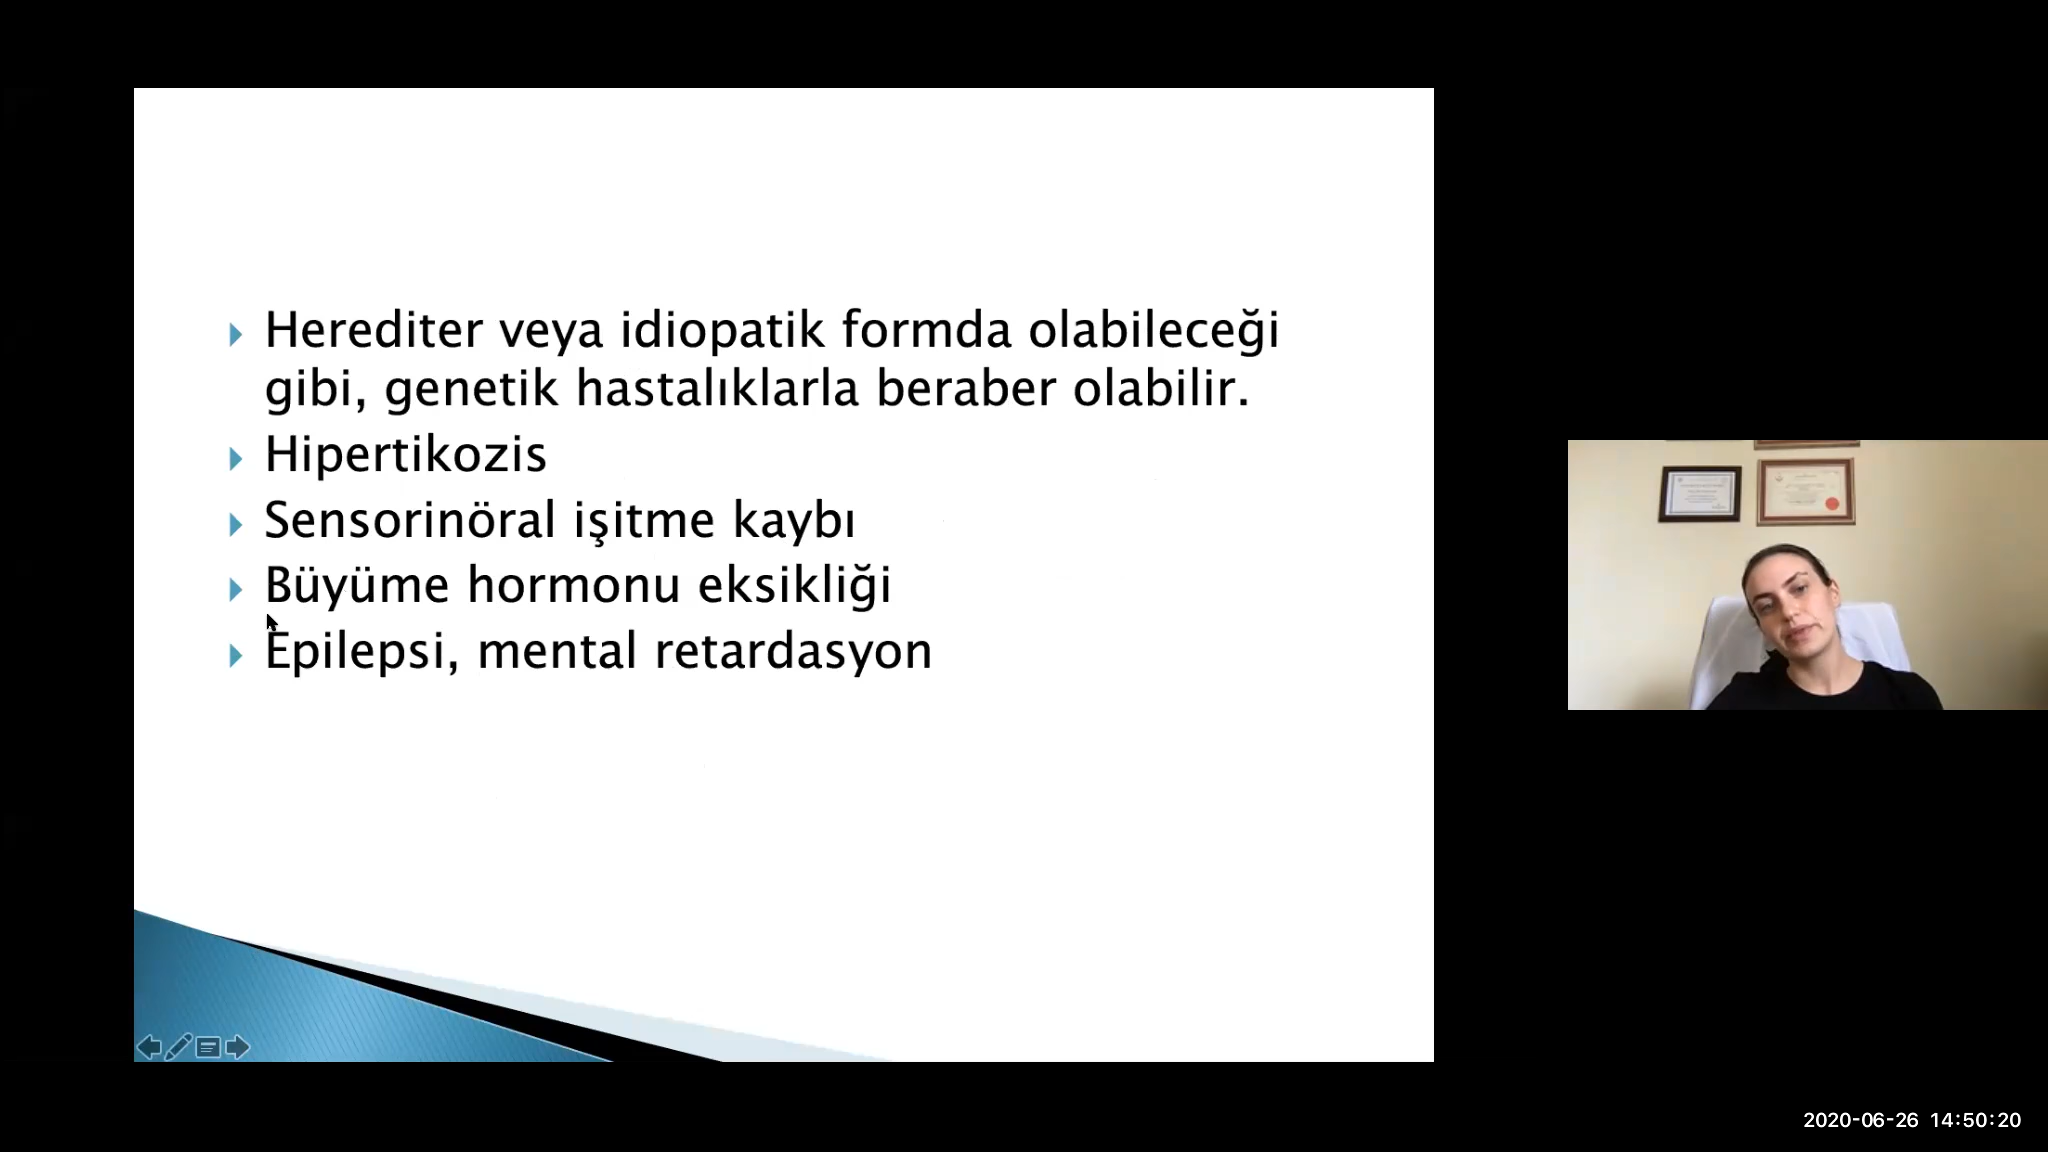 Herediter veya idiopatik formda olabileceği
gibi, genetik hastalıklarla beraber olabilir.
Hipertikozis
Sensorinöral işitme kaybı
Büyüme hormonu eksikliği
Epilepsi, mental retardasyon
2020-06-26 14:50:20